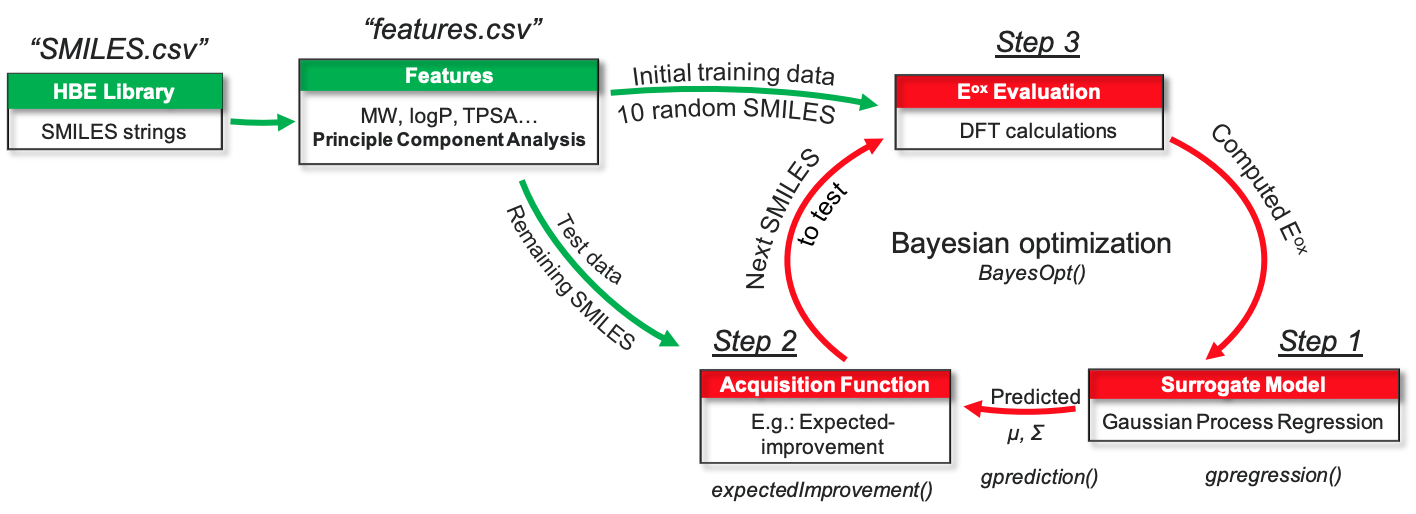 “SMILES.csv”
HBE Library
SMILES strings
“features.csv”
Features
MW, logP, TPSA…
Principle Component Analysis
Initial training data
10 random SMILES
Test data
Remaining SMILES
Step 3
Eᵒˣ Evaluation
DFT calculations
Next SMILES
to test
Computed Eᵒˣ
Bayesian optimization
BayesOpt()
Step 2
Acquisition Function
E.g.: Expected-
improvement
expectedImprovement()
Predicted
μ, Σ
gprediction()
Step 1
Surrogate Model
Gaussian Process Regression
gpregression()